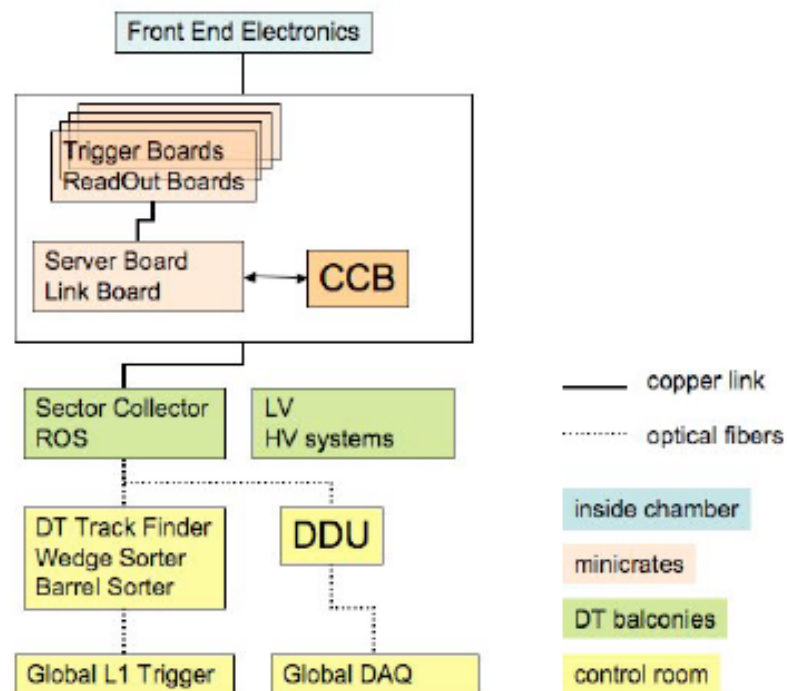 Front End Electronics
Trigger Boards
ReadOut Boards
Server Board
Link Board
CCB
Sector Collector
ROS
LV
HV systems
copper link
optical fibers
DT Track Finder
Wedge Sorter
Barrel Sorter
DDU
inside chamber
minicrates
DT balconies
Global L1 Trigger
Global DAQ
control room